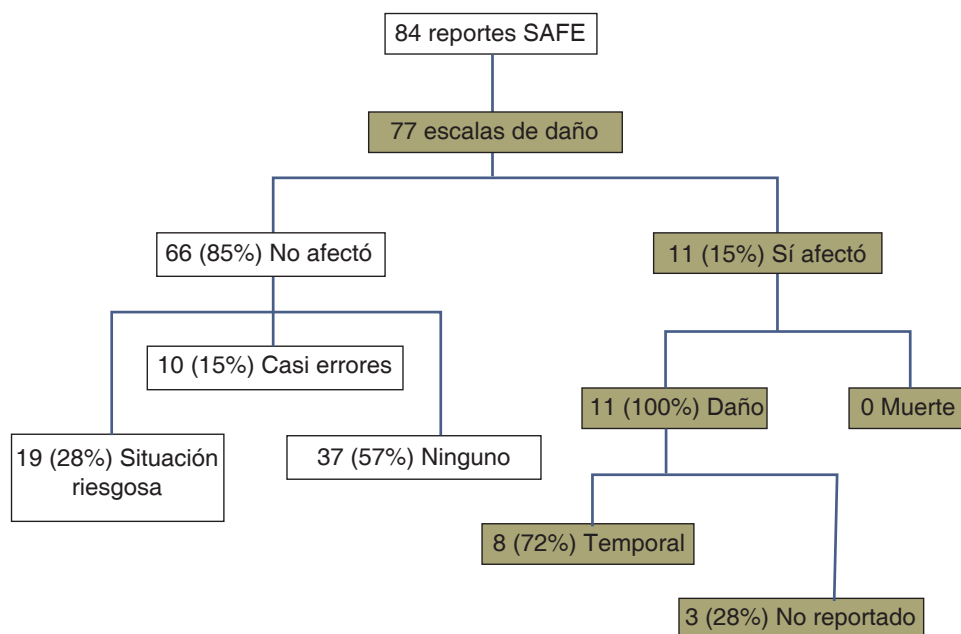 84 reportes SAFE
77 escalas de daño
66 (85%) No afectó
11 (15%) Sí afectó
10 (15%) Casi errores
11 (100%) Daño
0 Muerte
19 (28%) Situación
riesgosa
37 (57%) Ninguno
8 (72%) Temporal
3 (28%) No reportado